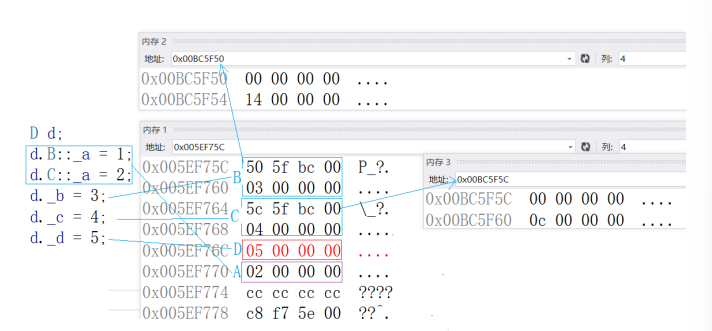 内存 2
地址: 0x00BC5F50 列: 4
0x00BC5F50 00 00 00 00 ....
0x00BC5F54 14 00 00 00 ....
D d;
d.B::_a = 1;
d.C::_a = 2;
d._b = 3;
d._c = 4;
d._d = 5;
内存 1
地址: 0x005EF75C 列: 4
0x005EF75C 50 5f bc 00 P_?.
B
0x005EF760 03 00 00 00 ....
0x005EF764 5c 5f bc 00 \_?.
C
0x005EF768 04 00 00 00 ....
0x005EF76C D 05 00 00 00 ....
0x005EF770 A 02 00 00 00 ....
0x005EF774 cc cc cc cc ????
0x005EF778 c8 f7 5e 00 ??^.
内存 3
地址: 0x00BC5F5C 列: 4
0x00BC5F5C 00 00 00 00 ....
0x00BC5F60 0c 00 00 00 ....